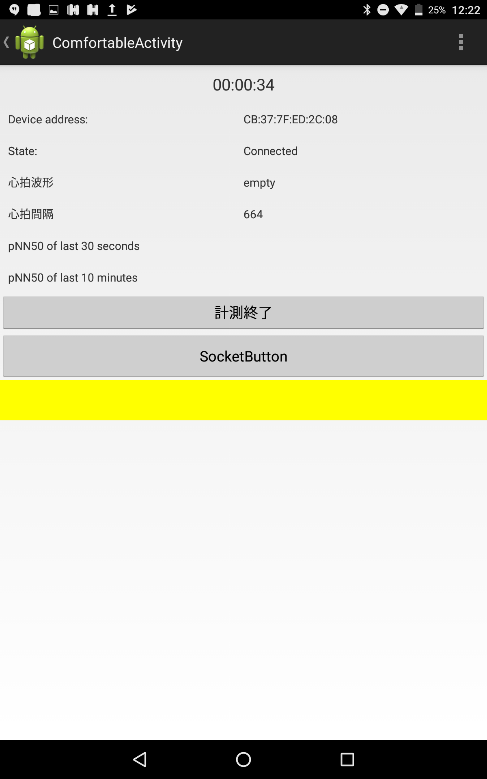 25% 12:22
ComfortableActivity
00:00:34
Device address: CB:37:7F:ED:2C:08
State: Connected
心拍波形 empty
心拍間隔 664
pNN50 of last 30 seconds
pNN50 of last 10 minutes
計測終了
SocketButton